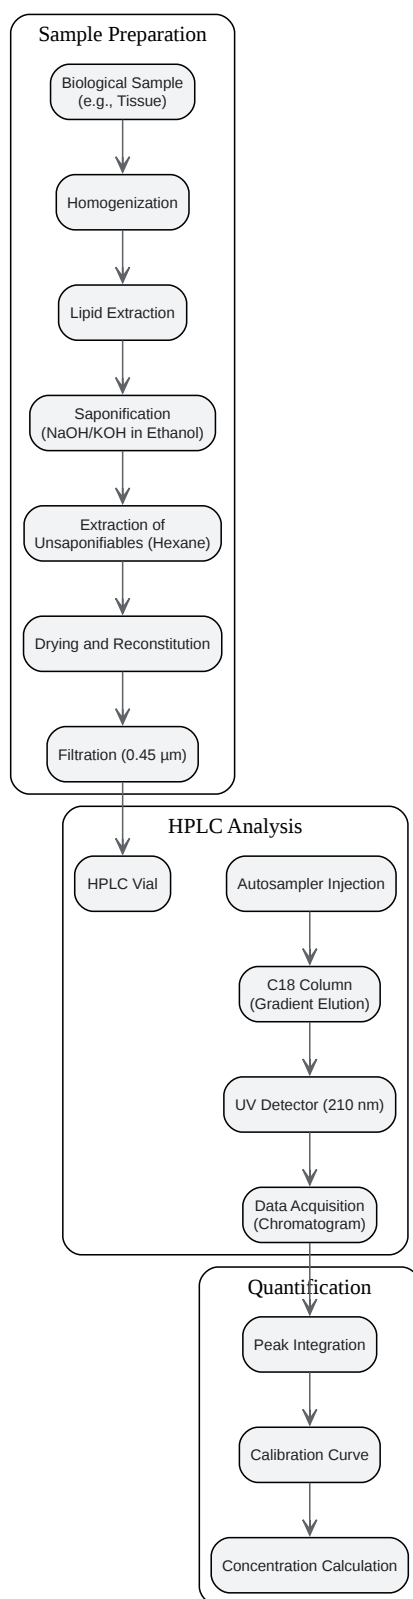 Sample Preparation
Biological Sample
(e.g., Tissue)
Homogenization
Lipid Extraction
Saponification
(NaOH/KOH in Ethanol)
Extraction of
Unsaponifiables (Hexane)
Drying and Reconstitution
Filtration (0.45 µm)
HPLC Analysis
HPLC Vial
Autosampler Injection
C18 Column
(Gradient Elution)
UV Detector (210 nm)
Data Acquisition
(Chromatogram)
Quantification
Peak Integration
Calibration Curve
Concentration Calculation